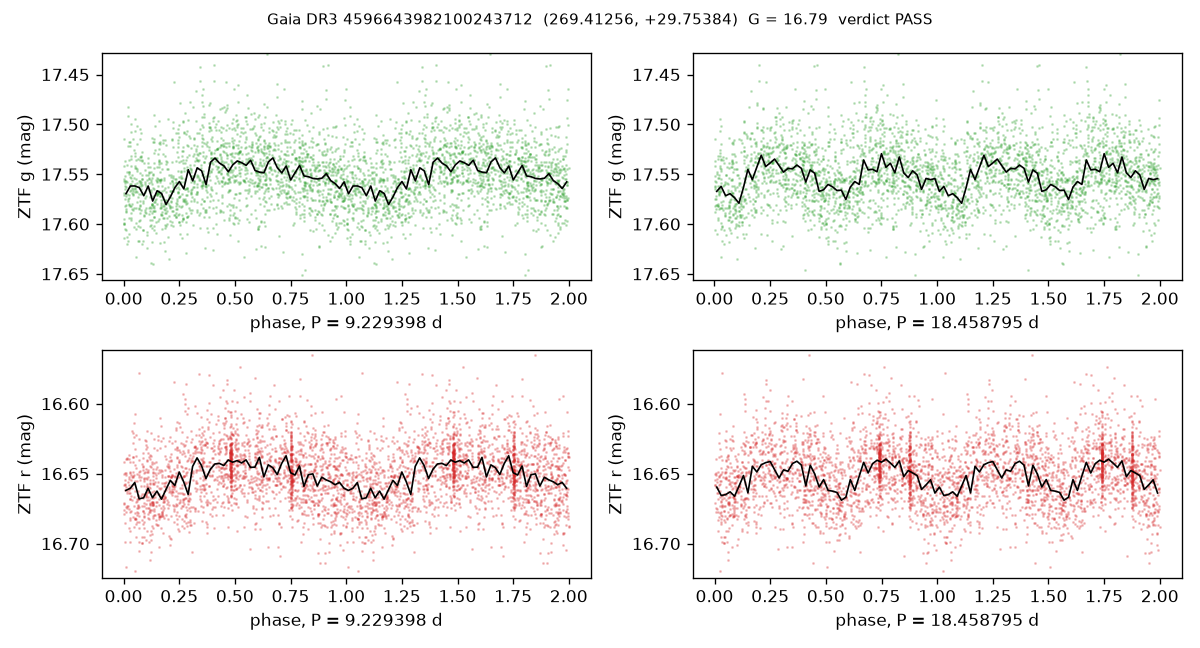 Gaia DR3 4596643982100243712  (269.41256, +29.75384)  G = 16.79  verdict PASS
ZTF g (mag)
17.45
17.50
17.55
17.60
17.65
0.00 0.25 0.50 0.75 1.00 1.25 1.50 1.75 2.00
phase, P = 9.229398 d
ZTF g (mag)
17.45
17.50
17.55
17.60
17.65
0.00 0.25 0.50 0.75 1.00 1.25 1.50 1.75 2.00
phase, P = 18.458795 d
ZTF r (mag)
16.60
16.65
16.70
0.00 0.25 0.50 0.75 1.00 1.25 1.50 1.75 2.00
phase, P = 9.229398 d
ZTF r (mag)
16.60
16.65
16.70
0.00 0.25 0.50 0.75 1.00 1.25 1.50 1.75 2.00
phase, P = 18.458795 d